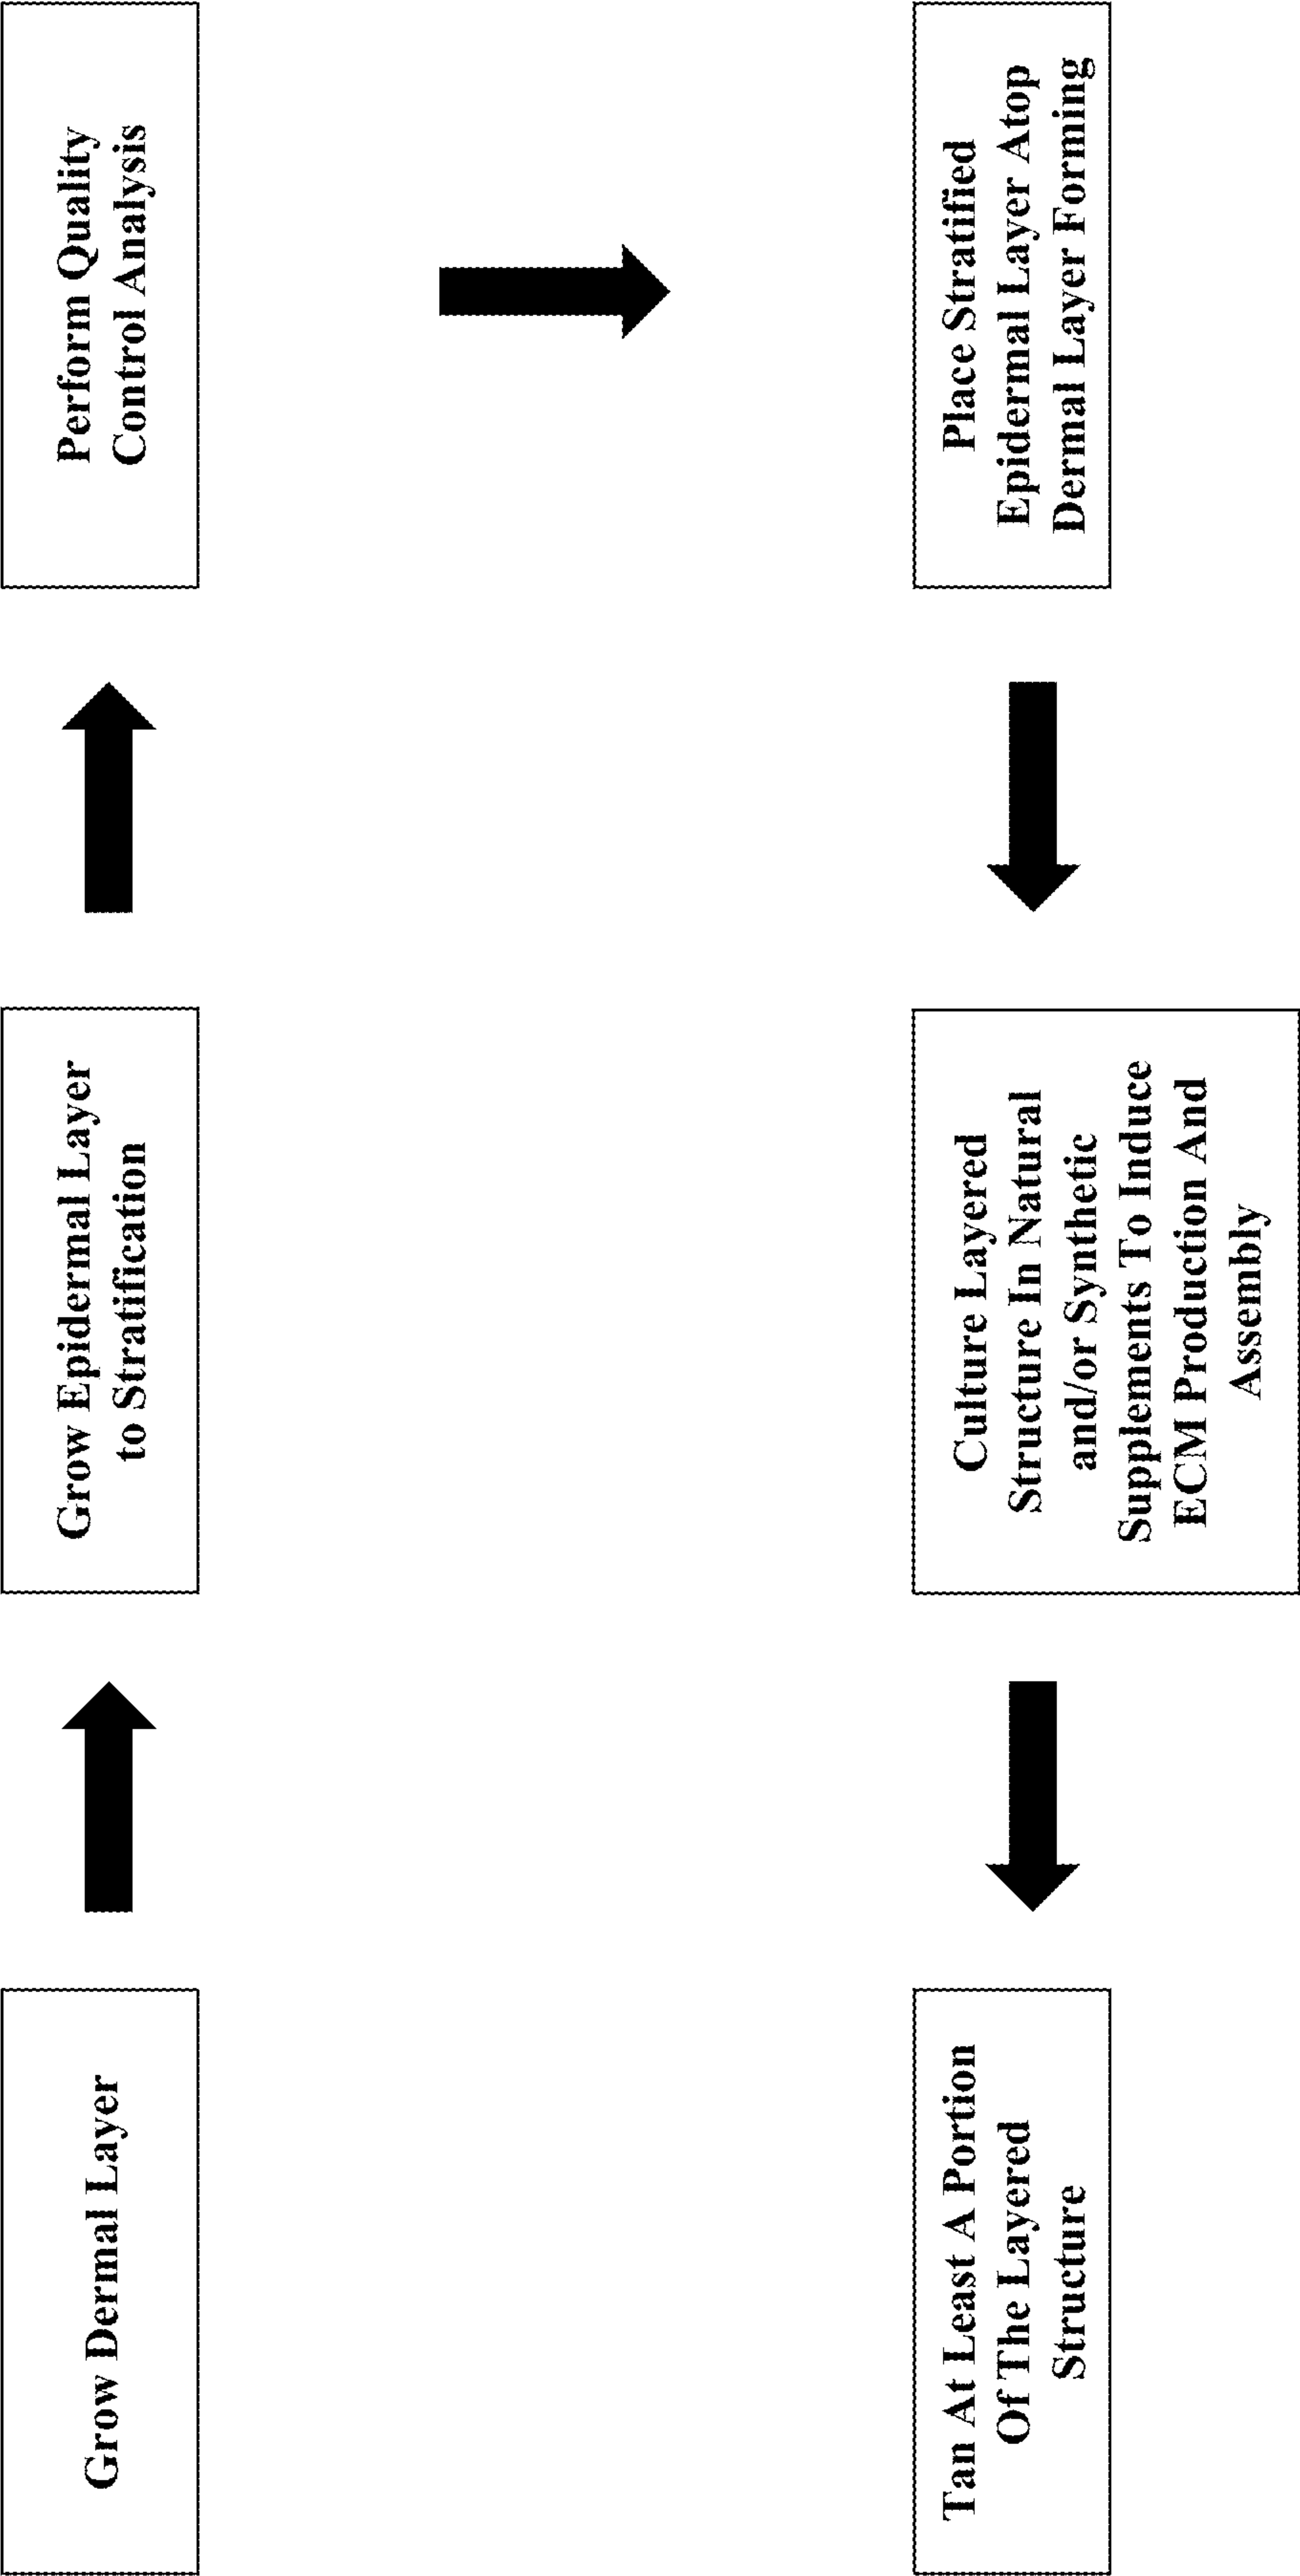 Grow Dermal Layer
Grow Epidermal Layer
to Stratification
Perform Quality
Control Analysis
Place Stratified
Epidermal Layer Atop
Dermal Layer Forming
Culture Layered
Structure In Natural
and/or Synthetic
Supplements To Induce
ECM Production And
Assembly
Tan At Least A Portion
Of The Layered
Structure